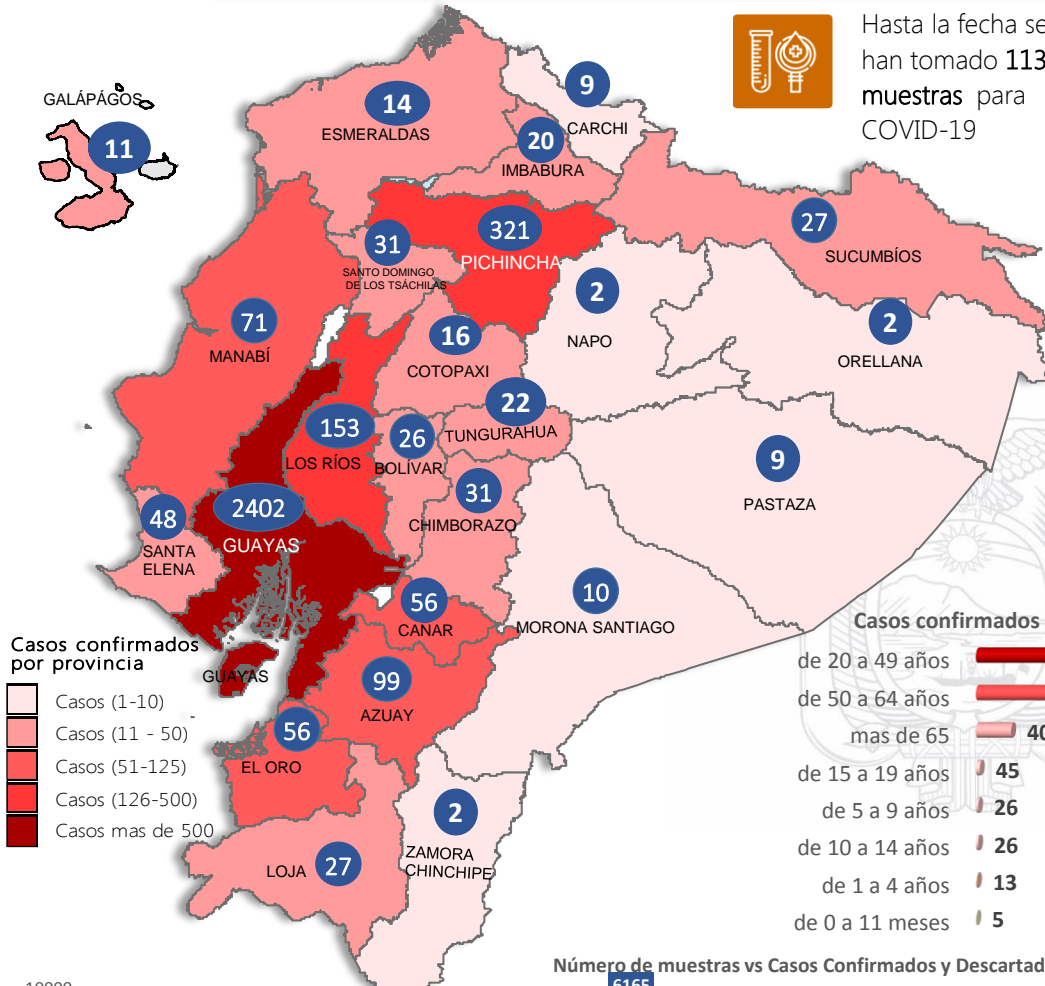 Hasta la fecha se
han tomado 113
muestras para
COVID-19
GALÁPAGOS
11
14
ESMERALDAS
9
CARCHI
20
IMBABURA
27
SUCUMBÍOS
31
SANTO DOMINGO
DE LOS TSÁCHILAS
321
PICHINCHA
2
NAPO
2
ORELLANA
71
MANABÍ
16
COTOPAXI
22
TUNGURAHUA
153
LOS RÍOS
26
BOLÍVAR
9
PASTAZA
31
CHIMBORAZO
48
SANTA
ELENA
2402
GUAYAS
10
MORONA SANTIAGO
56
CANAR
GUAYAS
99
AZUAY
56
EL ORO
2
ZAMORA
CHINCHIPE
LOJA 27
Casos confirmados
por provincia
Casos (1-10)
Casos (11 - 50)
Casos (51-125)
Casos (126-500)
Casos mas de 500
Casos confirmados
de 20 a 49 años
de 50 a 64 años
mas de 65 40
de 15 a 19 años 45
de 5 a 9 años 26
de 10 a 14 años 26
de 1 a 4 años 13
de 0 a 11 meses 5
Número de muestras vs Casos Confirmados y Descartad
6165
10000